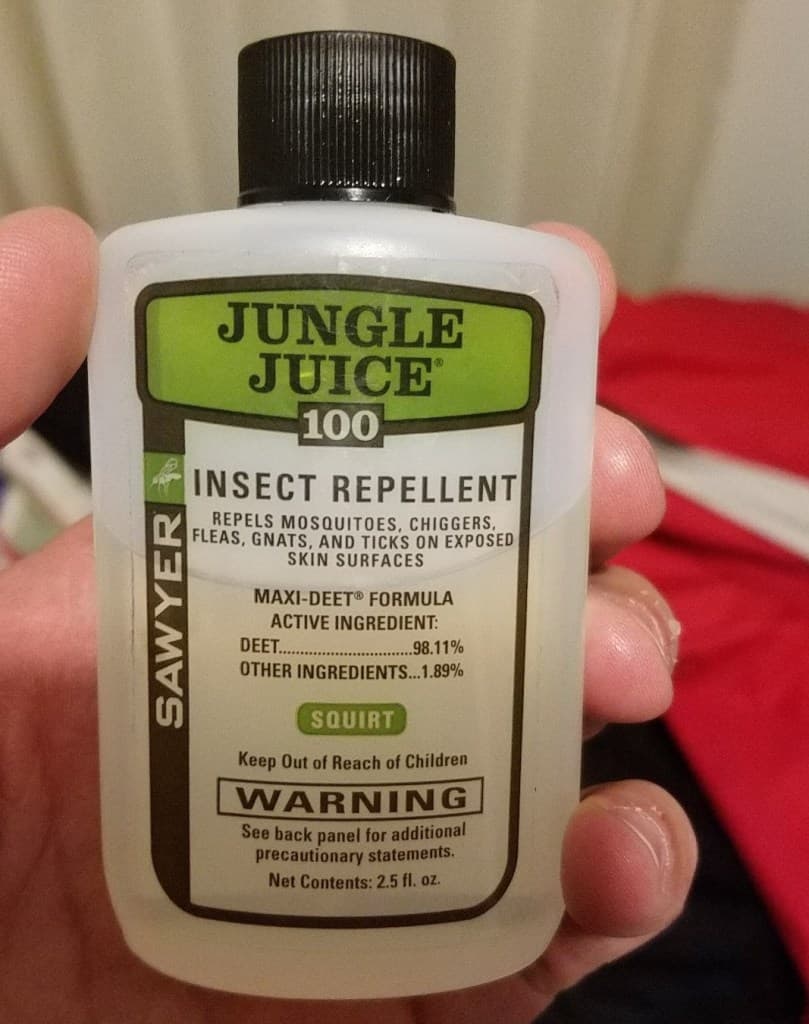 JUNGLE
JUICE®
100
INSECT REPELLENT
REPELS MOSQUITOES, CHIGGERS,
FLEAS, GNATS, AND TICKS ON EXPOSED
SKIN SURFACES
SAWYER
MAXI-DEET® FORMULA
ACTIVE INGREDIENT:
DEET...............................98.11%
OTHER INGREDIENTS...1.89%
SQUIRT
Keep Out of Reach of Children
WARNING
See back panel for additional
precautionary statements.
Net Contents: 2.5 fl. oz.